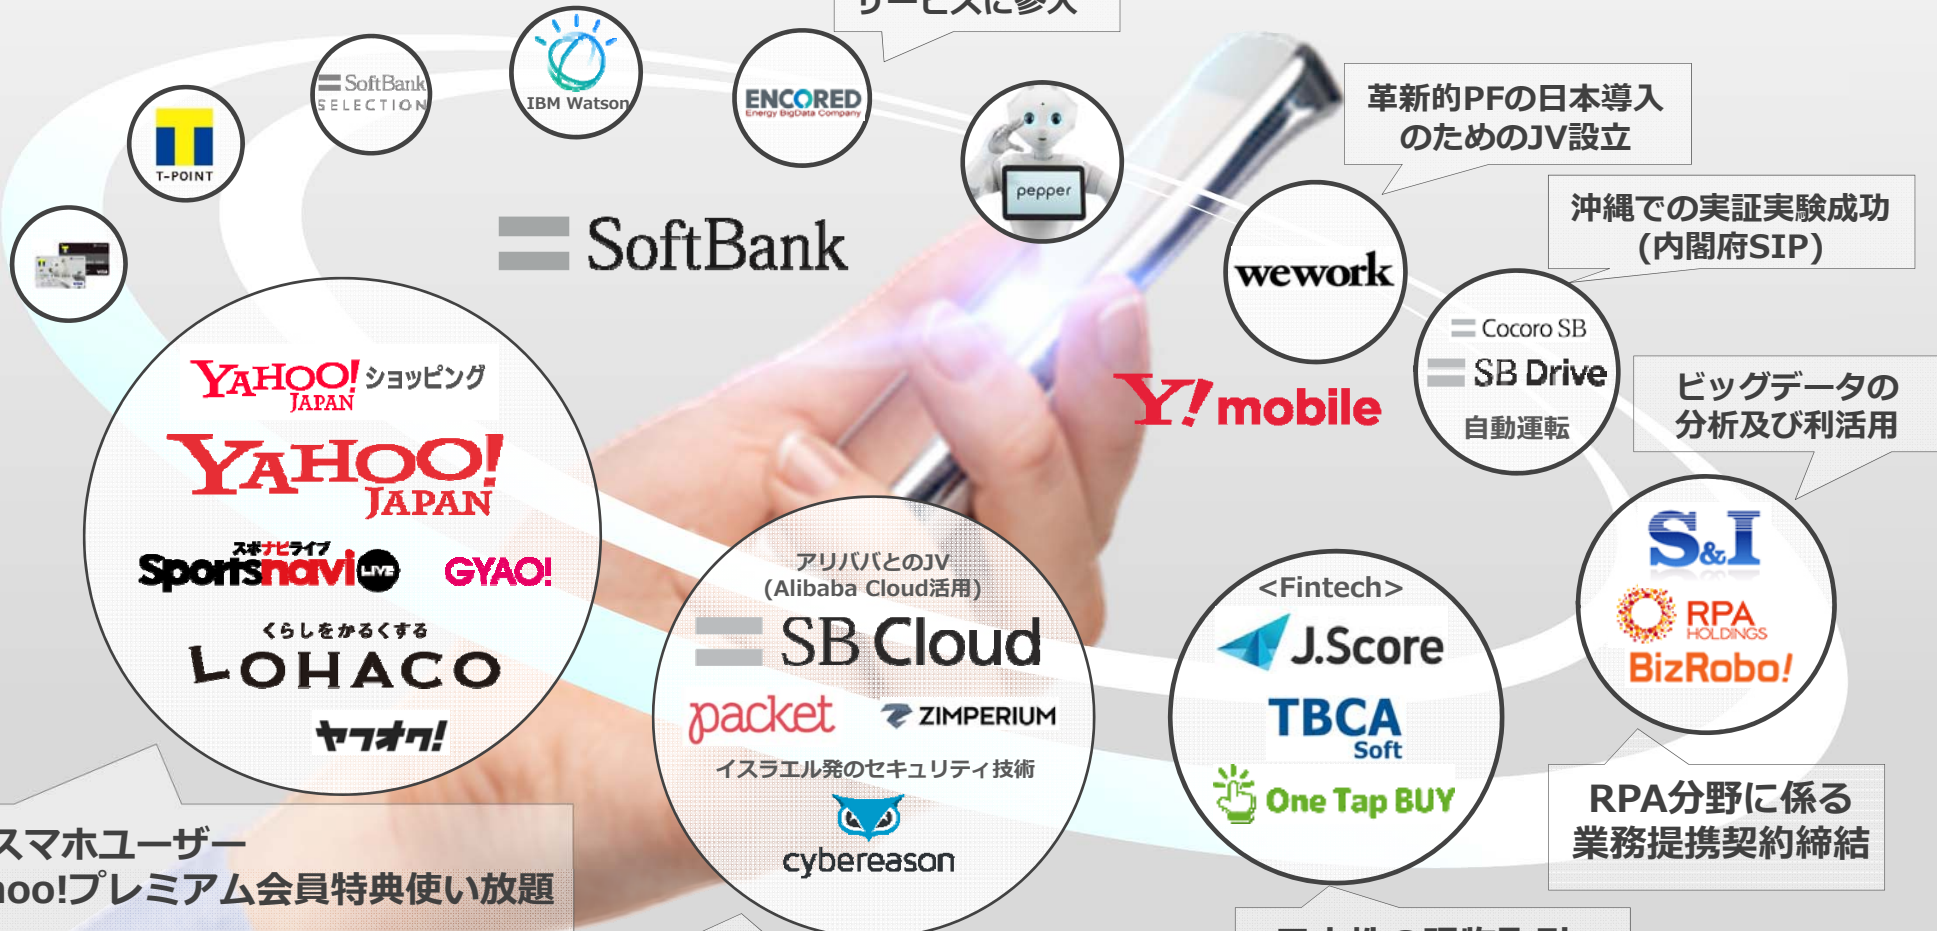 サービスに参入
SoftBank
SELECTION
IBM Watson
ENCORED
Energy BigData Company
T-POINT
pepper
革新的PFの日本導入
のためのJV設立
沖縄での実証実験成功
(内閣府SIP)
SoftBank
wework
Cocoro SB
SB Drive
自動運転
Y!mobile
ビッグデータの
分析及び利活用
YAHOO! ショッピング
JAPAN
YAHOO!
JAPAN
スポナビライブ
Sportsnavi LIVE
GYAO!
くらしをかるくする
LOHACO
ヤフオク!
アリババとのJV
(Alibaba Cloud活用)
SB Cloud
packet
ZIMPERIUM
イスラエル発のセキュリティ技術
cybereason
<Fintech>
J.Score
TBCA
Soft
One Tap BUY
S&I
RPA
HOLDINGS
BizRobo!
RPA分野に係る
業務提携契約締結
スマホユーザー
hoo!プレミアム会員特典使い放題